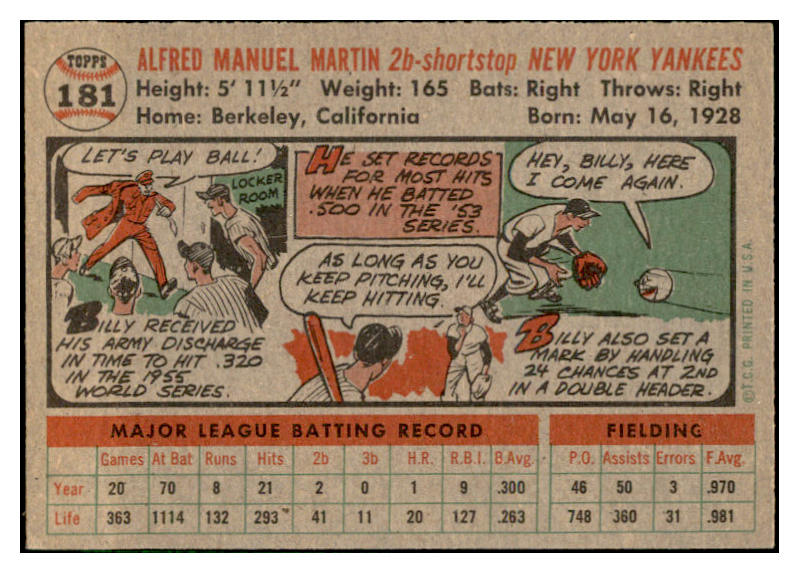 TOPPS
181
ALFRED MANUEL MARTIN 2b-shortstop NEW YORK YANKEES
Height: 5' 11½" Weight: 165 Bats: Right Throws: Right
Home: Berkeley, California Born: May 16, 1928
LET'S PLAY BALL!
LOCKER
ROOM
BILLY RECEIVED
HIS ARMY DISCHARGE
IN TIME TO HIT .320
IN THE 1955
WORLD SERIES.
HE SET RECORDS
FOR MOST HITS
WHEN HE BATTED
.500 IN THE '53
SERIES.
AS LONG AS YOU
KEEP PITCHING, I'LL
KEEP HITTING.
HEY, BILLY, HERE
I COME AGAIN.
BILLY ALSO SET A
MARK BY HANDLING
24 CHANCES AT 2ND
IN A DOUBLE HEADER.
©T.C.G. PRINTED IN U.S.A.
MAJOR LEAGUE BATTING RECORD FIELDING
Games At Bat Runs Hits 2b 3b H.R. R.B.I. B.Avg. P.O. Assists Errors F.Avg.
Year 20 70 8 21 2 0 1 9 .300 46 50 3 .970
Life 363 1114 132 293 41 11 20 127 .263 748 360 31 .981